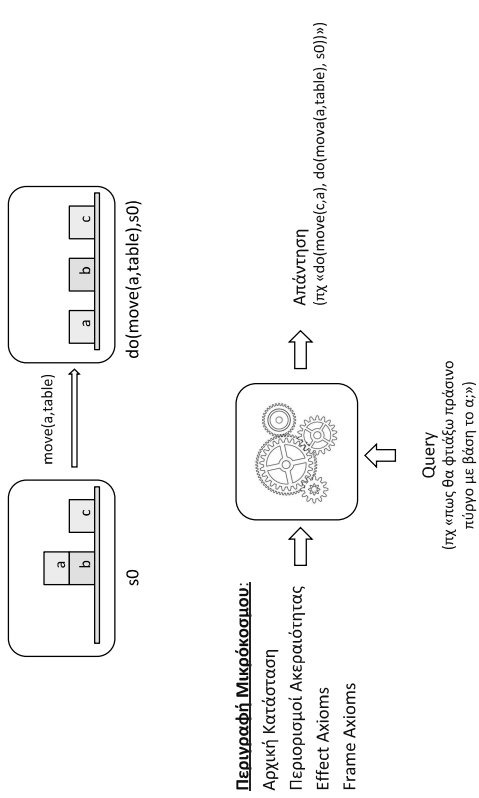 a
b
c
s0
move(a,table)
a
b
c
do(move(a,table),s0)
Περιγραφή Μικρόκοσμου:
Αρχική Κατάσταση
Περιορισμοί Ακεραιότητας
Effect Axioms
Frame Axioms
Query
(πχ «πως θα φτιάξω πράσινο
πύργο με βάση το α;»)
Απάντηση
(πχ «do(move(c,a), do(mova(a,table), s0))»)